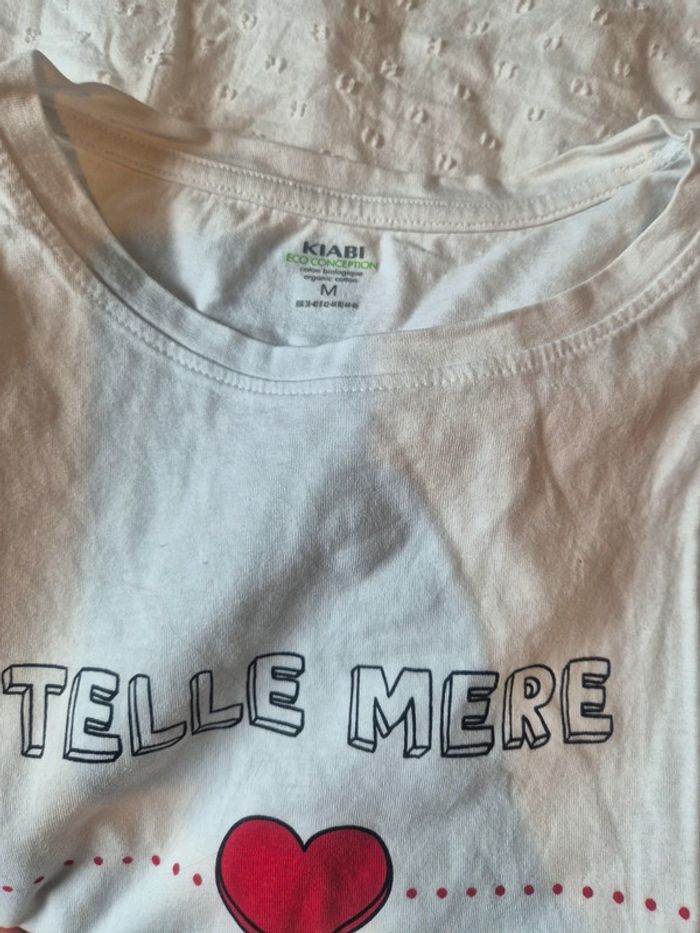 KIABI
ECO CONCEPTION
coton biologique
organic cotton
M
TELLE MERE